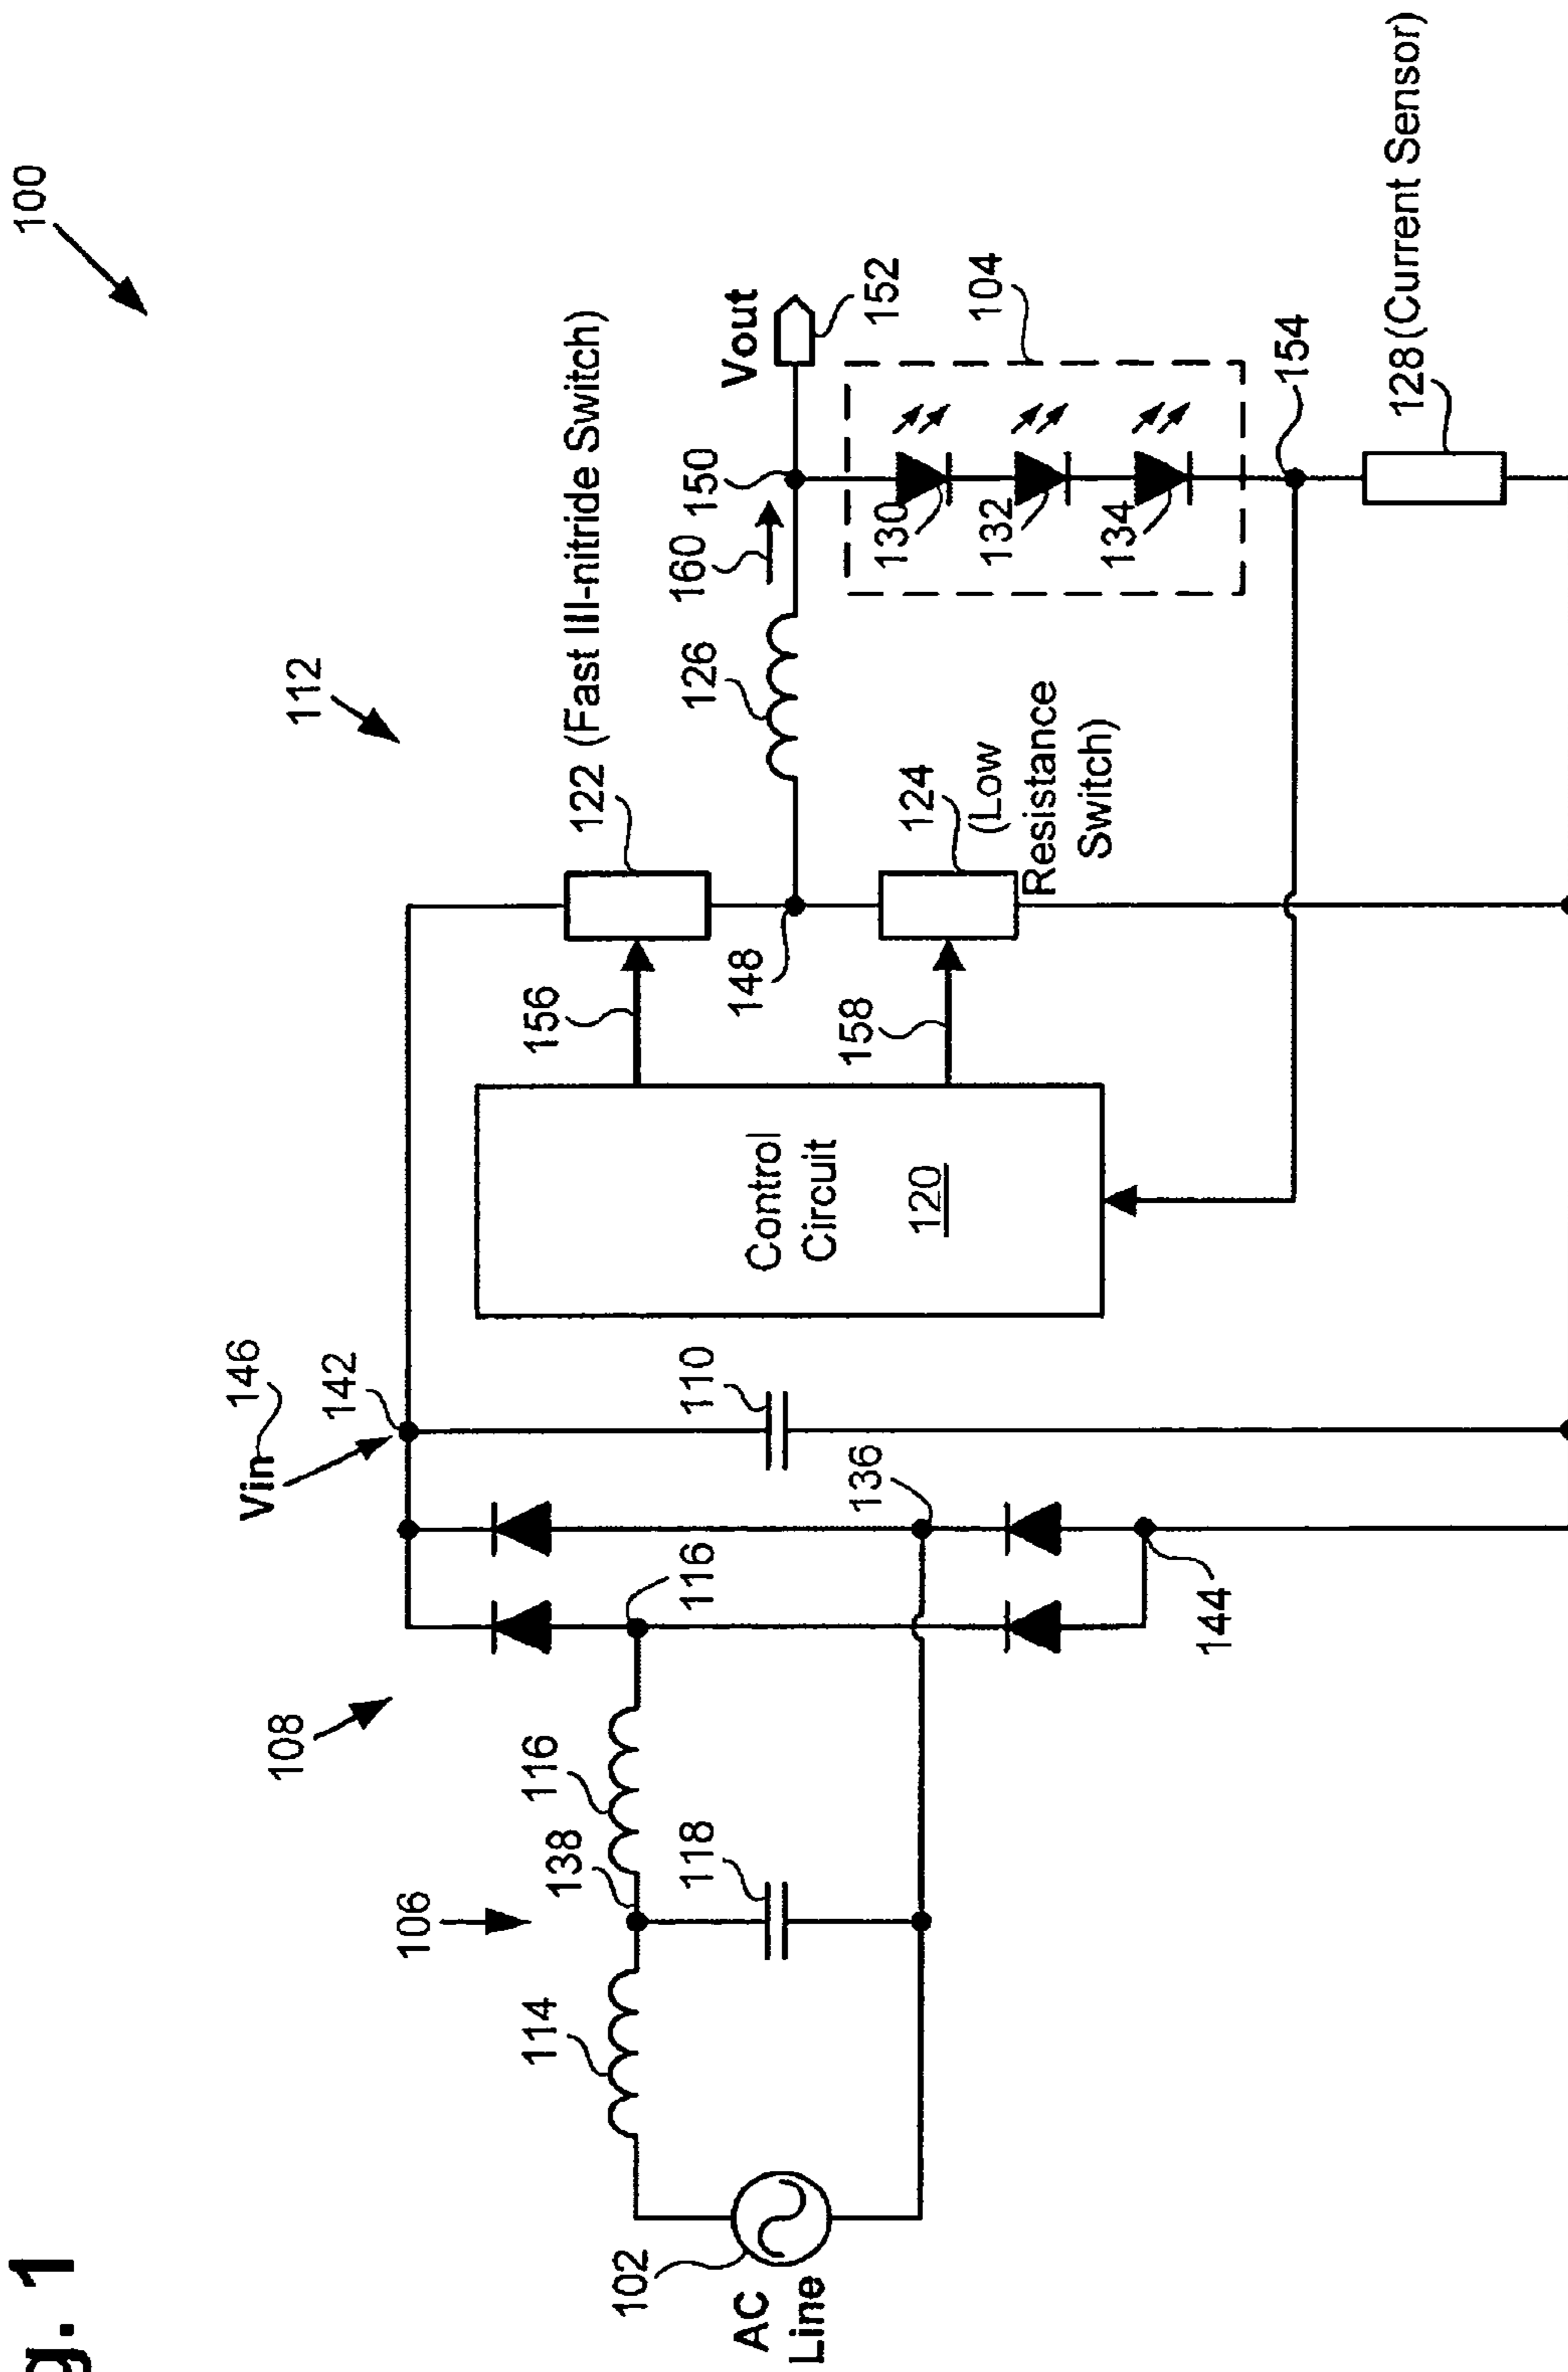 100
112
Vin 146
142
108
106
114
138
116
116
118
110
136
144
102
AC
Line
Control
Circuit
120
156
158
122 (Fast III-nitride Switch)
148
124
(Low
Resistance
Switch)
126
160
150
Vout
152
104
130
132
134
154
128 (Current Sensor)
g. 1